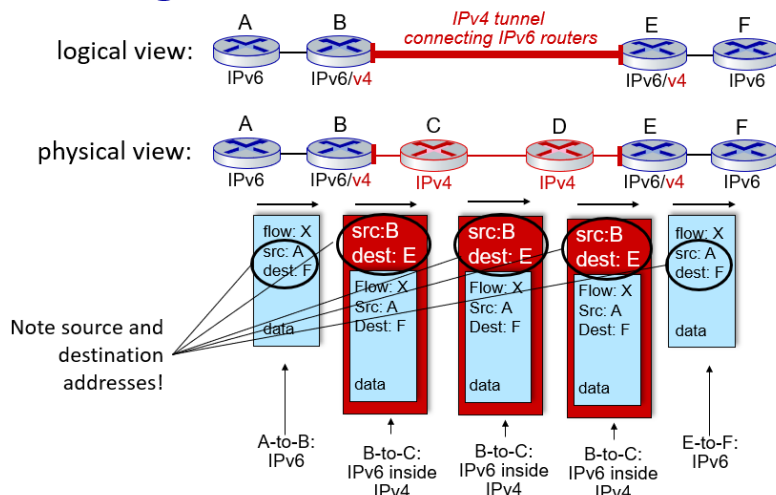 A
B
IPv4 tunnel
connecting IPv6 routers
E
F
logical view:
IPv6
IPv6/v4
IPv6/v4
IPv6
A
B
C
D
E
F
physical view:
IPv6
IPv6/v4
IPv4
IPv4
IPv6/v4
IPv6
flow: X
src: A
dest: F
data
src:B
dest: E
Flow: X
Src: A
Dest: F
data
src:B
dest: E
Flow: X
Src: A
Dest: F
data
src:B
dest: E
Flow: X
Src: A
Dest: F
data
flow: X
src: A
dest: F
data
Note source and
destination
addresses!
A-to-B:
IPv6
B-to-C:
IPv6 inside
IPv4
B-to-C:
IPv6 inside
IPv4
B-to-C:
IPv6 inside
IPv4
E-to-F:
IPv6